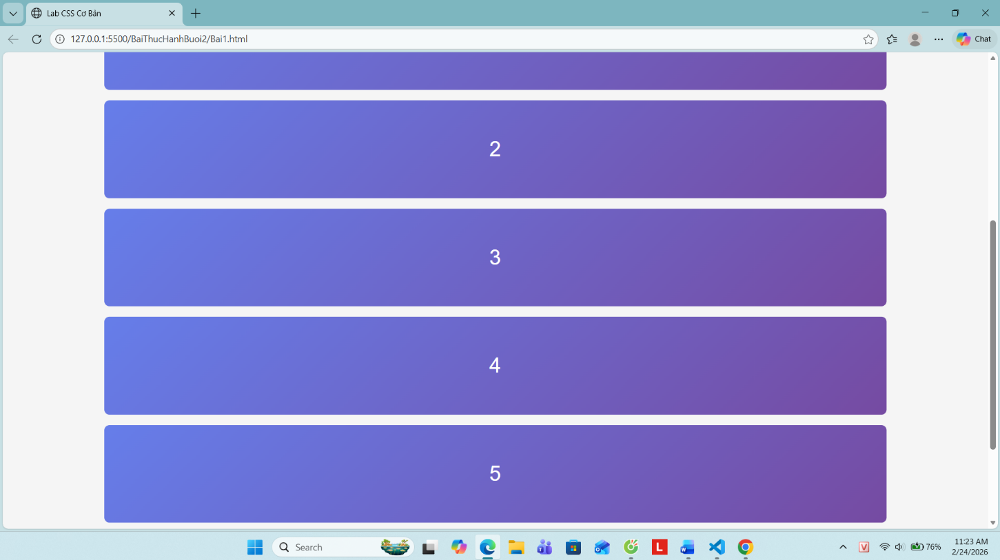 Lab CSS Cơ Bản
127.0.0.1:5500/BaiThucHanhBuoi2/Bai1.html
Chat
2
3
4
5
Search
L
V
76%
11:23 AM
2/24/2026